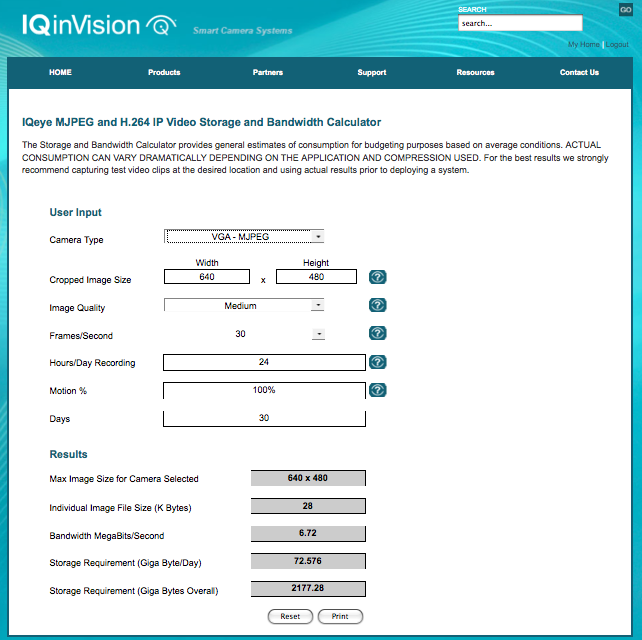 SEARCH
GO
IQinVision
Smart Camera Systems
search...
My Home | Logout
HOME Products Partners Support Resources Contact Us
IQeye MJPEG and H.264 IP Video Storage and Bandwidth Calculator
The Storage and Bandwidth Calculator provides general estimates of consumption for budgeting purposes based on average conditions. ACTUAL
CONSUMPTION CAN VARY DRAMATICALLY DEPENDING ON THE APPLICATION AND COMPRESSION USED. For the best results we strongly
recommend capturing test video clips at the desired location and using actual results prior to deploying a system.
User Input
Camera Type VGA - MJPEG
Width Height
Cropped Image Size 640 x 480 ?
Image Quality Medium ?
Frames/Second 30 ?
Hours/Day Recording 24 ?
Motion % 100% ?
Days 30
Results
Max Image Size for Camera Selected 640 x 480
Individual Image File Size (K Bytes) 28
Bandwidth MegaBits/Second 6.72
Storage Requirement (Giga Byte/Day) 72.576
Storage Requirement (Giga Bytes Overall) 2177.28
Reset Print